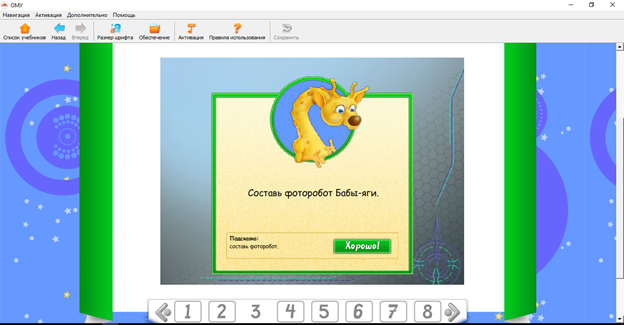 ОМУ
Навигация Активация Дополнительно Помощь
Список учебников Назад Вперед Размер шрифта Обеспечение Активация Правила использования Сохранить
Составь фоторобот Бабы-яги.
Подсказка:
составь фоторобот.
Хорошо!
1 2 3 4 5 6 7 8